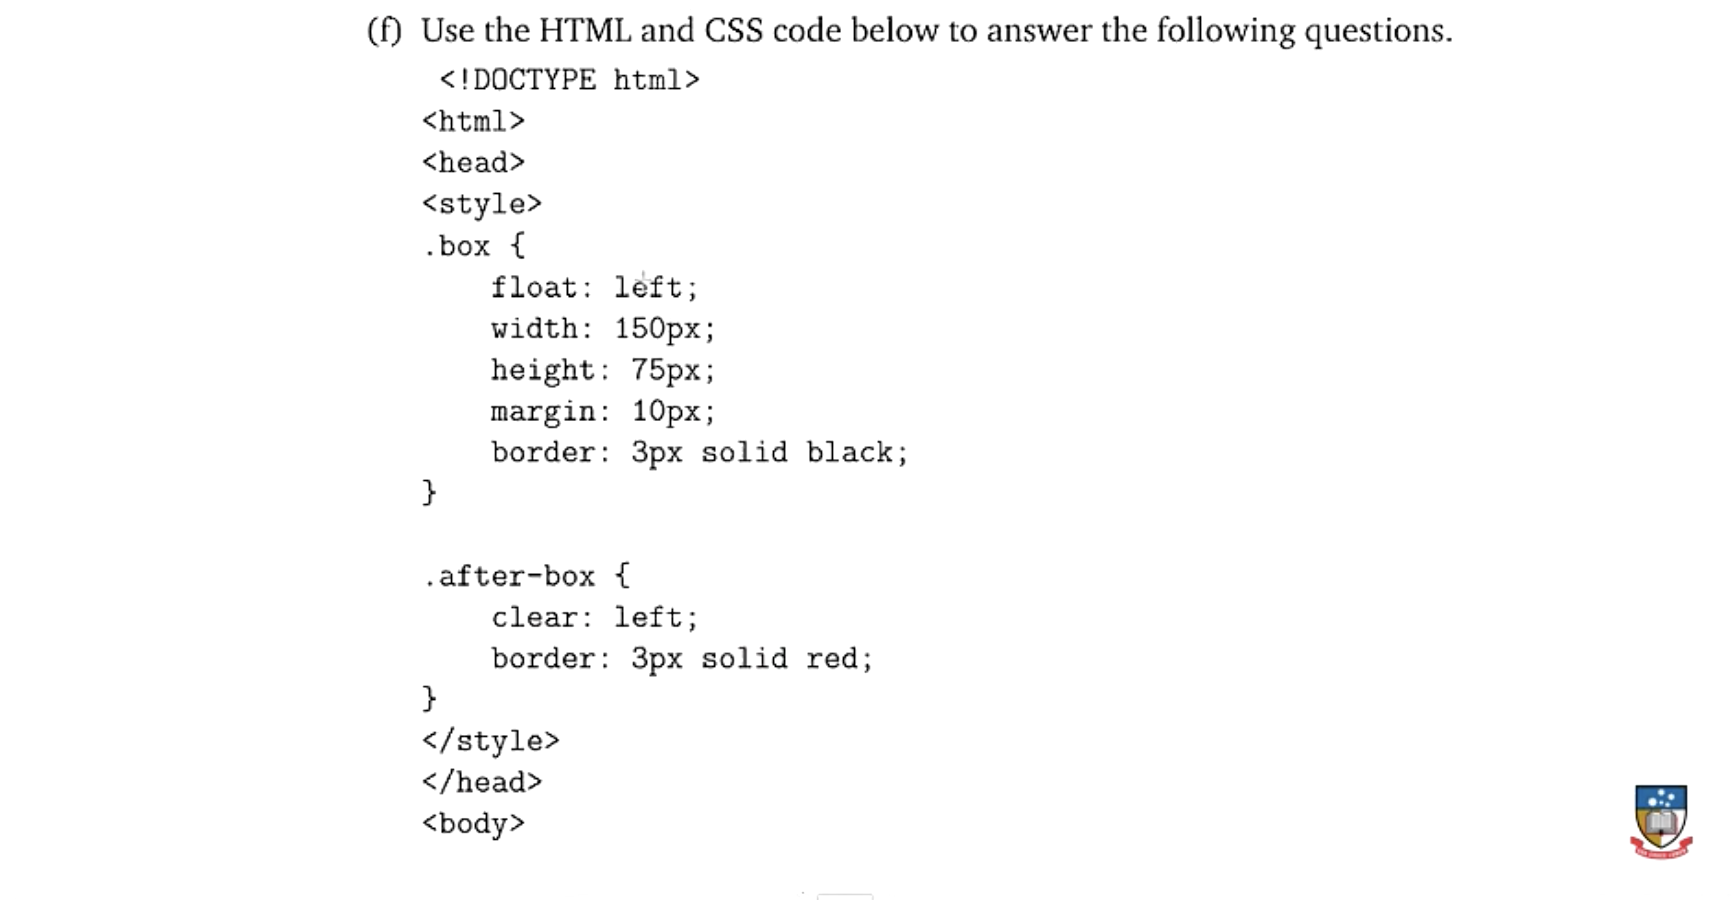 (f) Use the HTML and CSS code below to answer the following questions.
<!DOCTYPE html>
<html>
<head>
<style>
.box {
float: left;
width: 150px;
height: 75px;
margin: 10px;
border: 3px solid black;
}
.after-box {
clear: left;
border: 3px solid red;
}
</style>
</head>
<body>